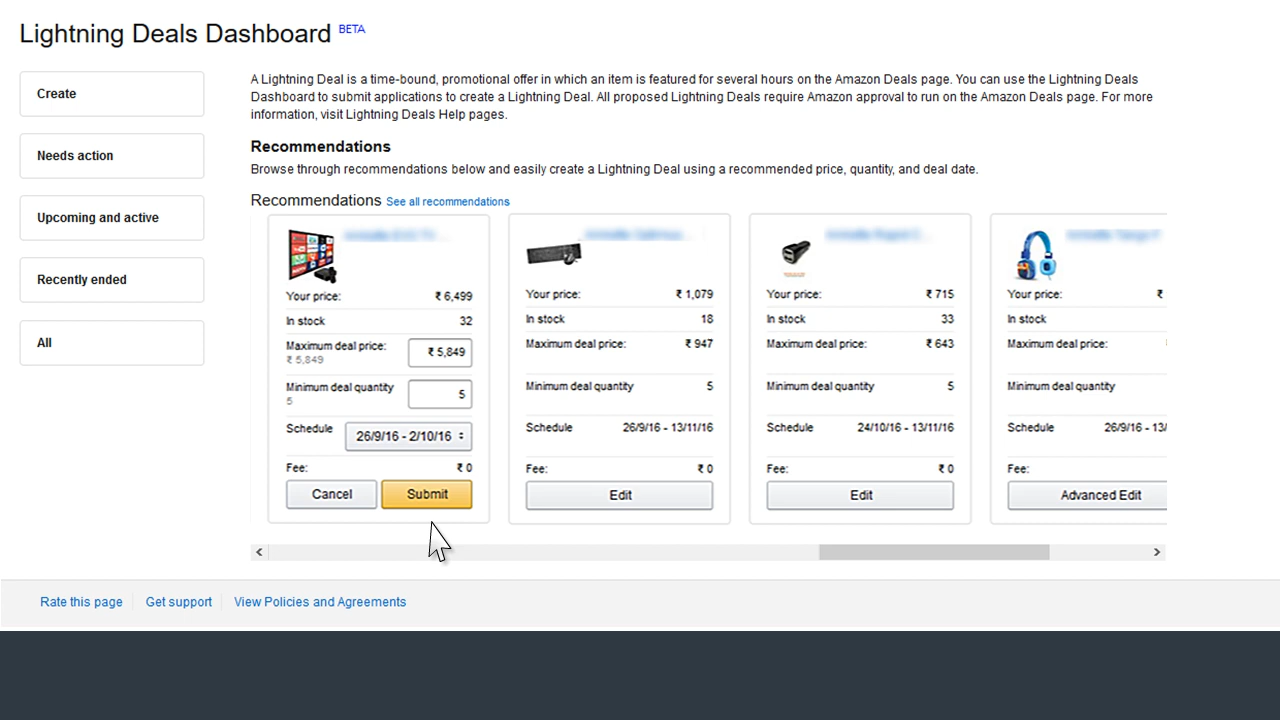 Lightning Deals Dashboard BETA
Create
Needs action
Upcoming and active
Recently ended
All
A Lightning Deal is a time-bound, promotional offer in which an item is featured for several hours on the Amazon Deals page. You can use the Lightning Deals
Dashboard to submit applications to create a Lightning Deal. All proposed Lightning Deals require Amazon approval to run on the Amazon Deals page. For more
information, visit Lightning Deals Help pages.
Recommendations
Browse through recommendations below and easily create a Lightning Deal using a recommended price, quantity, and deal date.
Recommendations See all recommendations
Your price: ₹ 6,499
In stock 32
Maximum deal price: ₹ 5,849
₹ 5,849
Minimum deal quantity 5
5
Schedule 26/9/16 - 2/10/16
Fee: ₹ 0
Cancel Submit
Your price: ₹ 1,079
In stock 18
Maximum deal price: ₹ 947
Minimum deal quantity 5
Schedule 26/9/16 - 13/11/16
Fee: ₹ 0
Edit
Your price: ₹ 715
In stock 33
Maximum deal price: ₹ 643
Minimum deal quantity 5
Schedule 24/10/16 - 13/11/16
Fee: ₹ 0
Edit
Your price: ₹
In stock
Maximum deal price:
Minimum deal quantity
Schedule 26/9/16 - 13/
Fee:
Advanced Edit
Rate this page Get support View Policies and Agreements